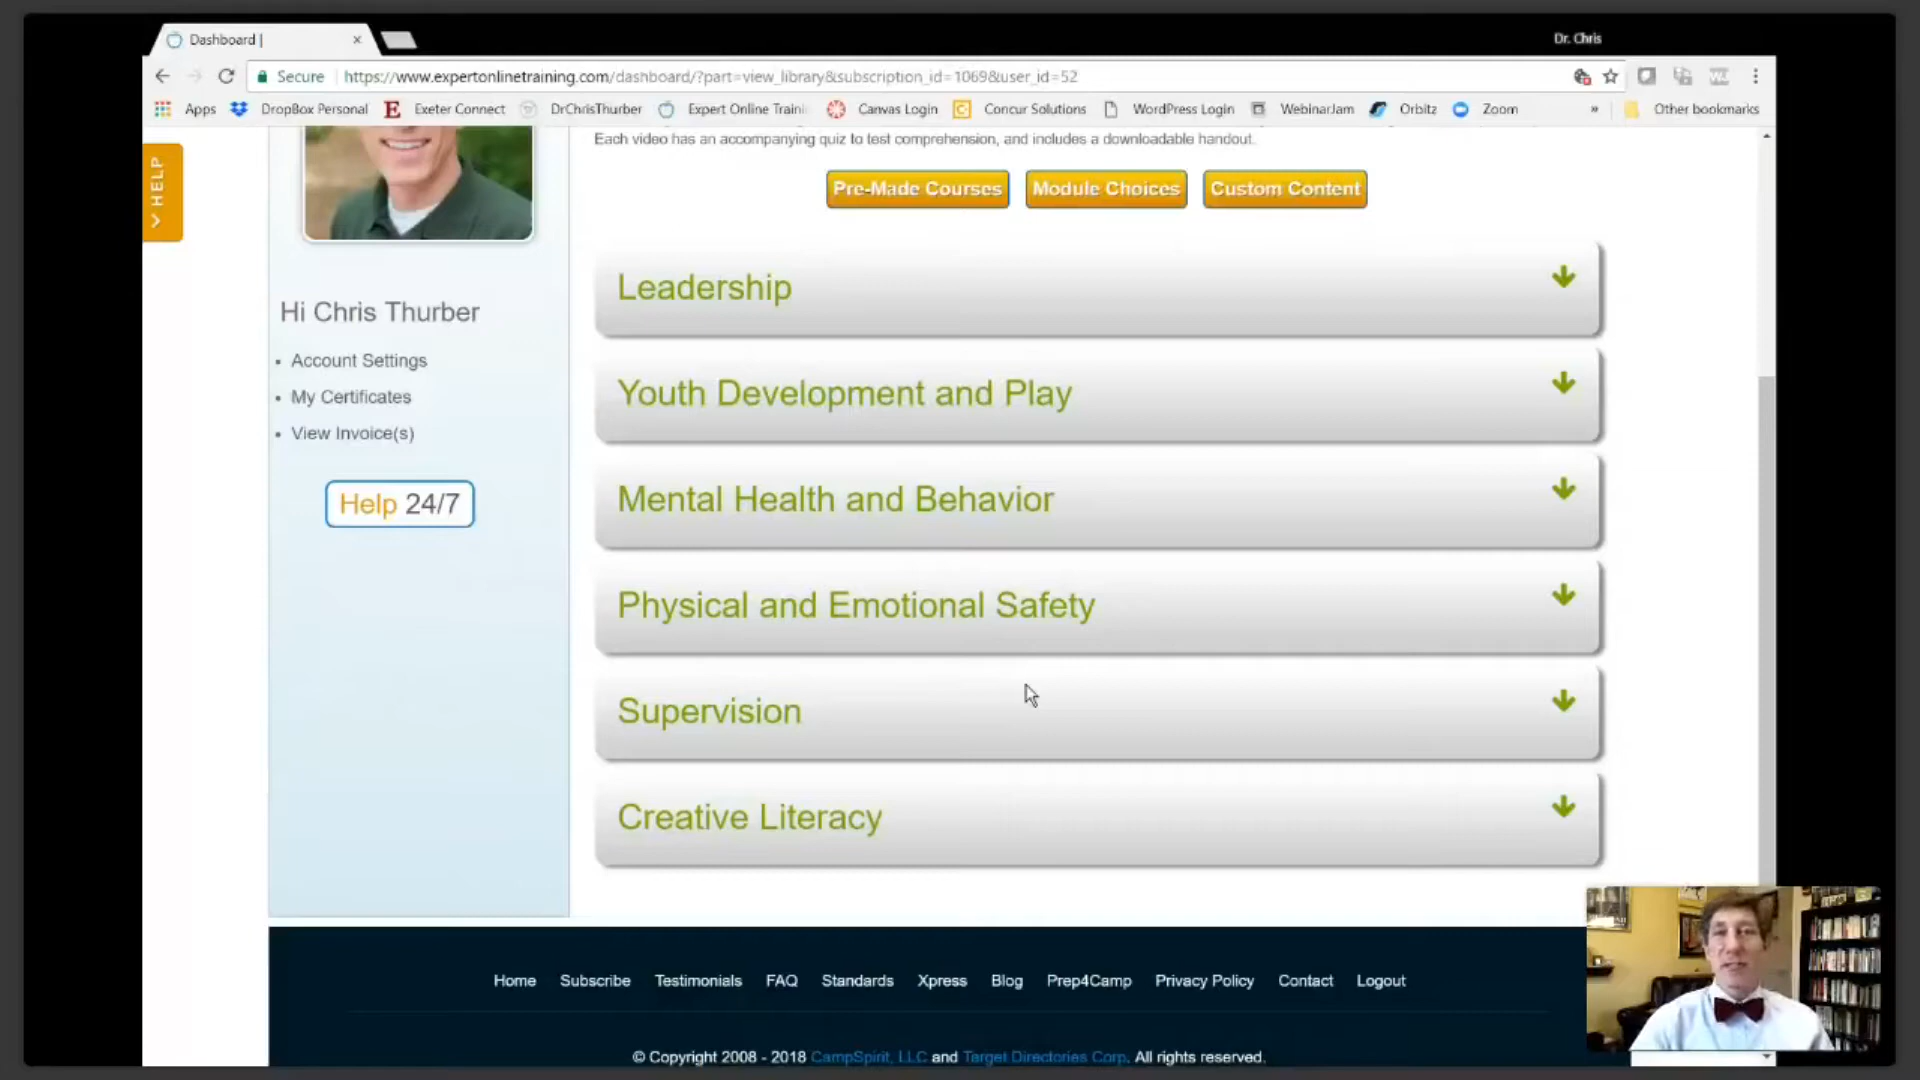 Dashboard |
Dr. Chris
Secure https://www.expertonlinetraining.com/dashboard/?part=view_library&subscription_id=1069&user_id=52
Apps DropBox Personal Exeter Connect DrChrisThurber Expert Online Traini Canvas Login Concur Solutions WordPress Login WebinarJam Orbitz Zoom » Other bookmarks
Each video has an accompanying quiz to test comprehension, and includes a downloadable handout.
HELP
Pre-Made Courses Module Choices Custom Content
Leadership
Hi Chris Thurber
Account Settings
My Certificates
View Invoice(s)
Help 24/7
Youth Development and Play
Mental Health and Behavior
Physical and Emotional Safety
Supervision
Creative Literacy
Home Subscribe Testimonials FAQ Standards Xpress Blog Prep4Camp Privacy Policy Contact Logout
© Copyright 2008 - 2018 CampSpirit, LLC and Target Directories Corp. All rights reserved.